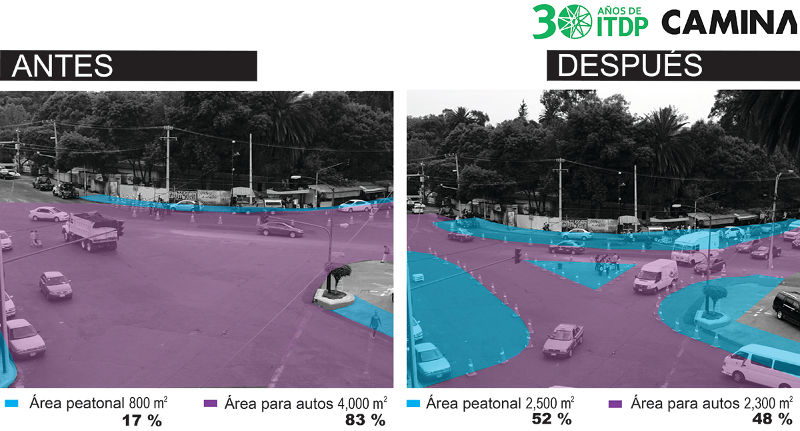 30 AÑOS DE
ITDP
CAMINA
ANTES
DESPUÉS
Área peatonal 800 m²
17 %
Área para autos 4,000 m²
83 %
Área peatonal 2,500 m²
52 %
Área para autos 2,300 m²
48 %